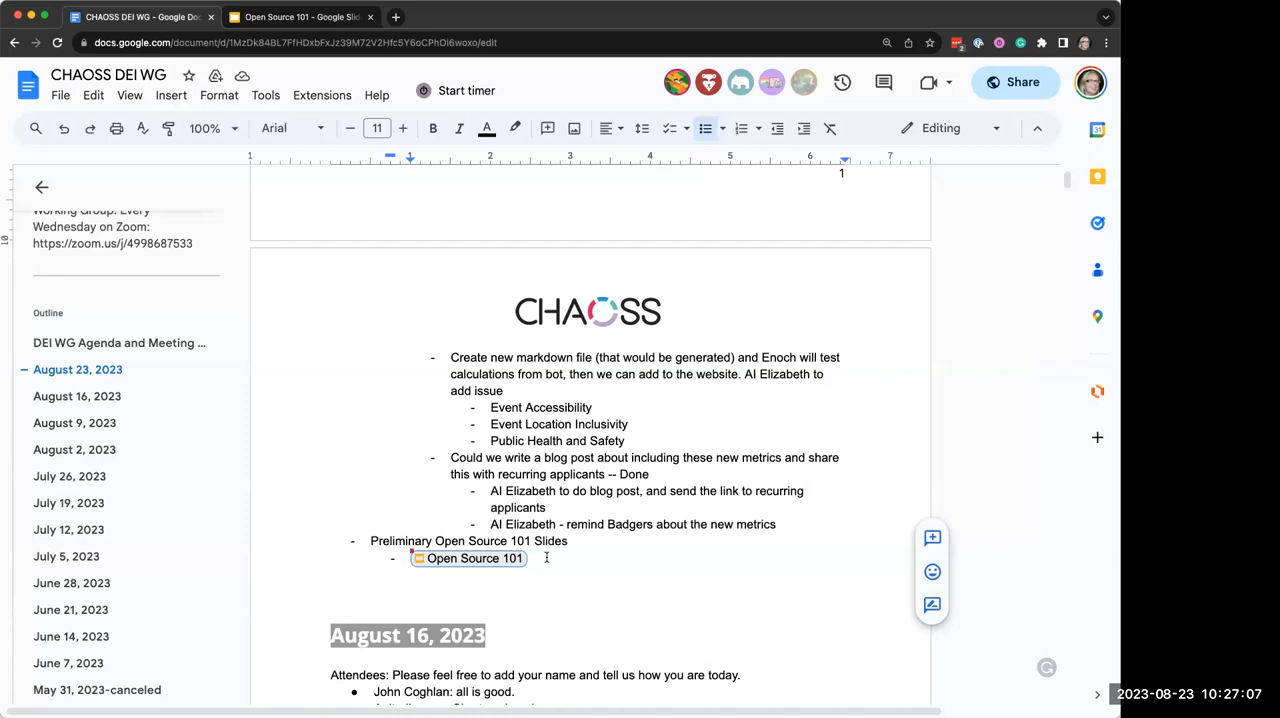 CHAOSS DEI WG - Google Doc
Open Source 101 - Google Slid
docs.google.com/document/d/1MzDk84BL7FfHDxbFxJz39M72V2Hfc5Y6oCPhOi6woxo/edit
CHAOSS DEI WG
File Edit View Insert Format Tools Extensions Help
Start timer
Share
100% Arial 11 Editing
1 1 2 3 4 5 6 7
1
Working Group: Every
Wednesday on Zoom:
https://zoom.us/j/4998687533
Outline
DEI WG Agenda and Meeting ...
August 23, 2023
August 16, 2023
August 9, 2023
August 2, 2023
July 26, 2023
July 19, 2023
July 12, 2023
July 5, 2023
June 28, 2023
June 21, 2023
June 14, 2023
June 7, 2023
May 31, 2023-canceled
CHAOSS
- Create new markdown file (that would be generated) and Enoch will test
calculations from bot, then we can add to the website. AI Elizabeth to
add issue
- Event Accessibility
- Event Location Inclusivity
- Public Health and Safety
- Could we write a blog post about including these new metrics and share
this with recurring applicants -- Done
- AI Elizabeth to do blog post, and send the link to recurring
applicants
- AI Elizabeth - remind Badgers about the new metrics
- Preliminary Open Source 101 Slides
- Open Source 101
August 16, 2023
Attendees: Please feel free to add your name and tell us how you are today.
● John Coghlan: all is good.
2023-08-23 10:27:07